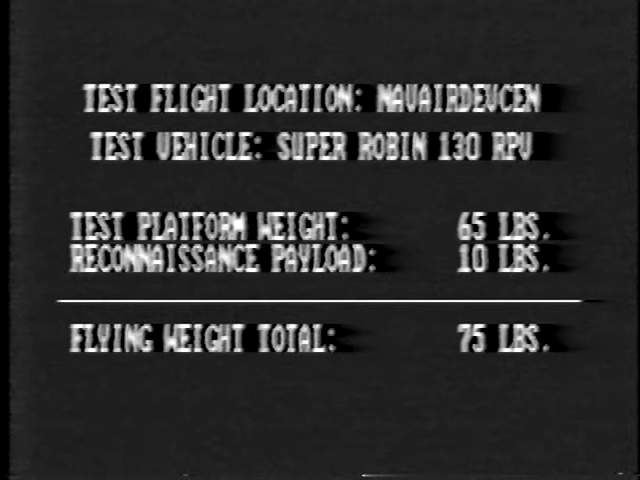 TEST FLIGHT LOCATION: NAVAIRDEVCEN
TEST VEHICLE: SUPER ROBIN 130 RPV
TEST PLATFORM WEIGHT: 65 LBS.
RECONNAISSANCE PAYLOAD: 10 LBS.
FLYING WEIGHT TOTAL: 75 LBS.